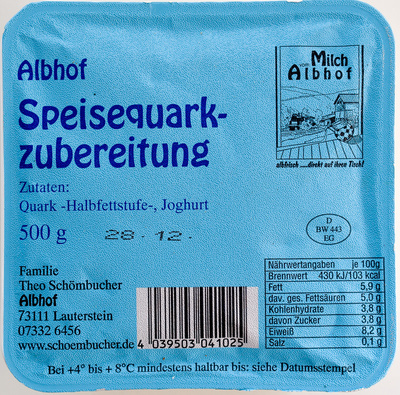 Albhof
Speisequark-
zubereitung
Zutaten:
Quark -Halbfettstufe-, Joghurt
500 g
28.12.
Milch
vom
Albhof
albfrisch ....direkt auf ihren Tisch!
D
BW 443
EG
Familie
Theo Schömbucher
Albhof
73111 Lauterstein
07332 6456
www.schoembucher.de
4 039503 041025
Nährwertangaben je 100g
Brennwert 430 kJ/103 kcal
Fett 5,9 g
dav. ges. Fettsäuren 5,0 g
Kohlenhydrate 3,8 g
davon Zucker 3,8 g
Eiweiß 8,2 g
Salz 0,1 g
Bei +4° bis + 8°C mindestens haltbar bis: siehe Datumsstempel